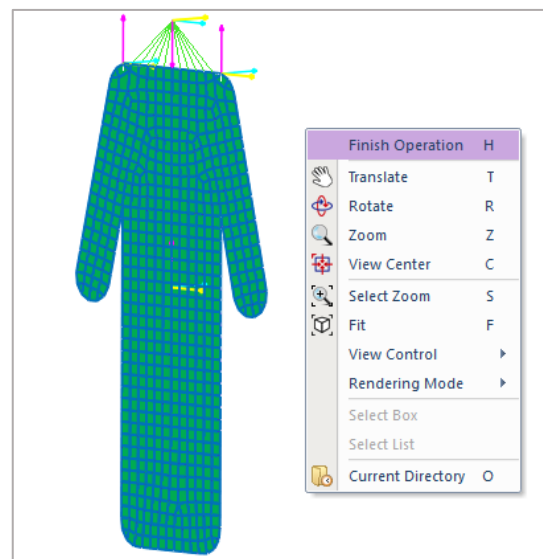 Finish Operation H
Translate T
Rotate R
Zoom Z
View Center C
Select Zoom S
Fit F
View Control
Rendering Mode
Select Box
Select List
Current Directory O